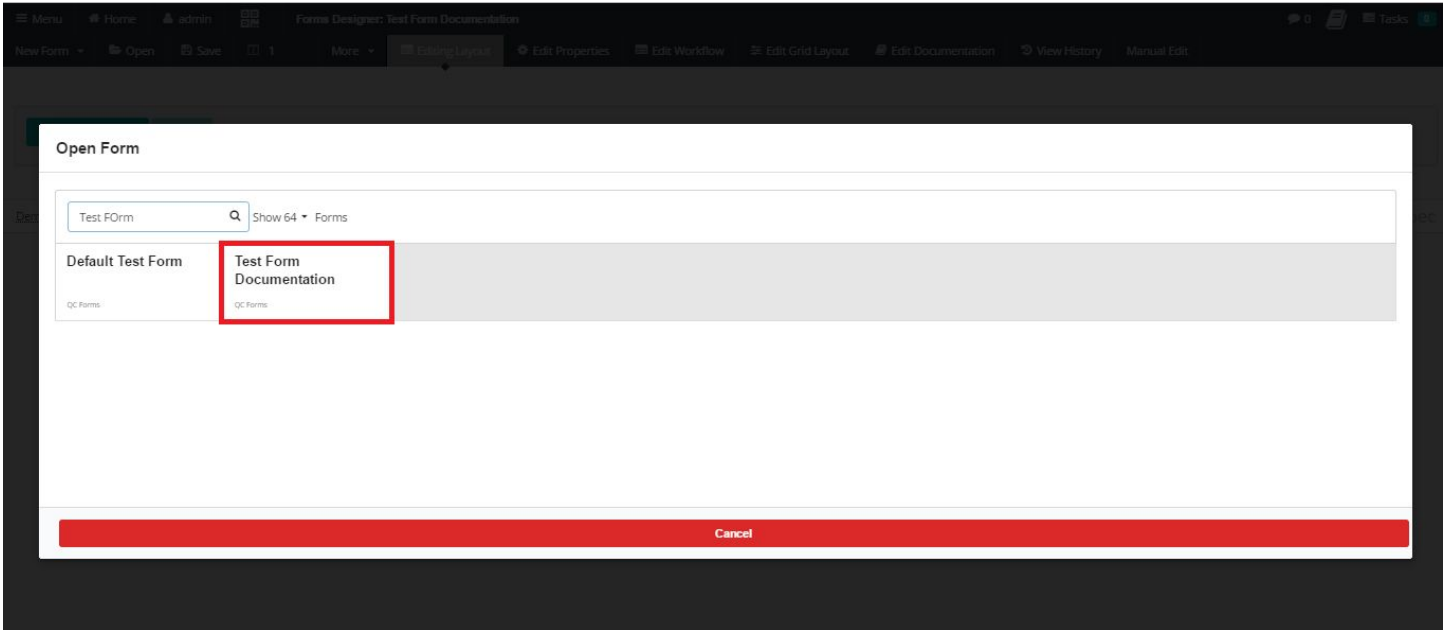 Menu Home admin Forms Designer: Test Form Documentation 0 Tasks 0
New Form Open Save 1 More Editing Layout Edit Properties Edit Workflow Edit Grid Layout Edit Documentation View History Manual Edit
Open Form
Test FOrm Show 64 Forms
Default Test Form
Test Form
Documentation
QC Forms
QC Forms
Cancel